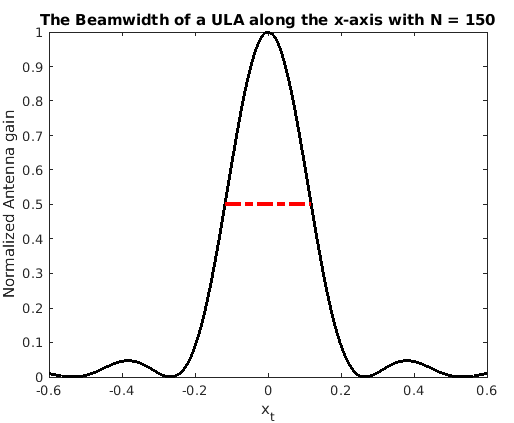 The Beamwidth of a ULA along the x-axis with N = 150
Normalized Antenna gain
1
0.9
0.8
0.7
0.6
0.5
0.4
0.3
0.2
0.1
0
-0.6 -0.4 -0.2 0 0.2 0.4 0.6
x_t